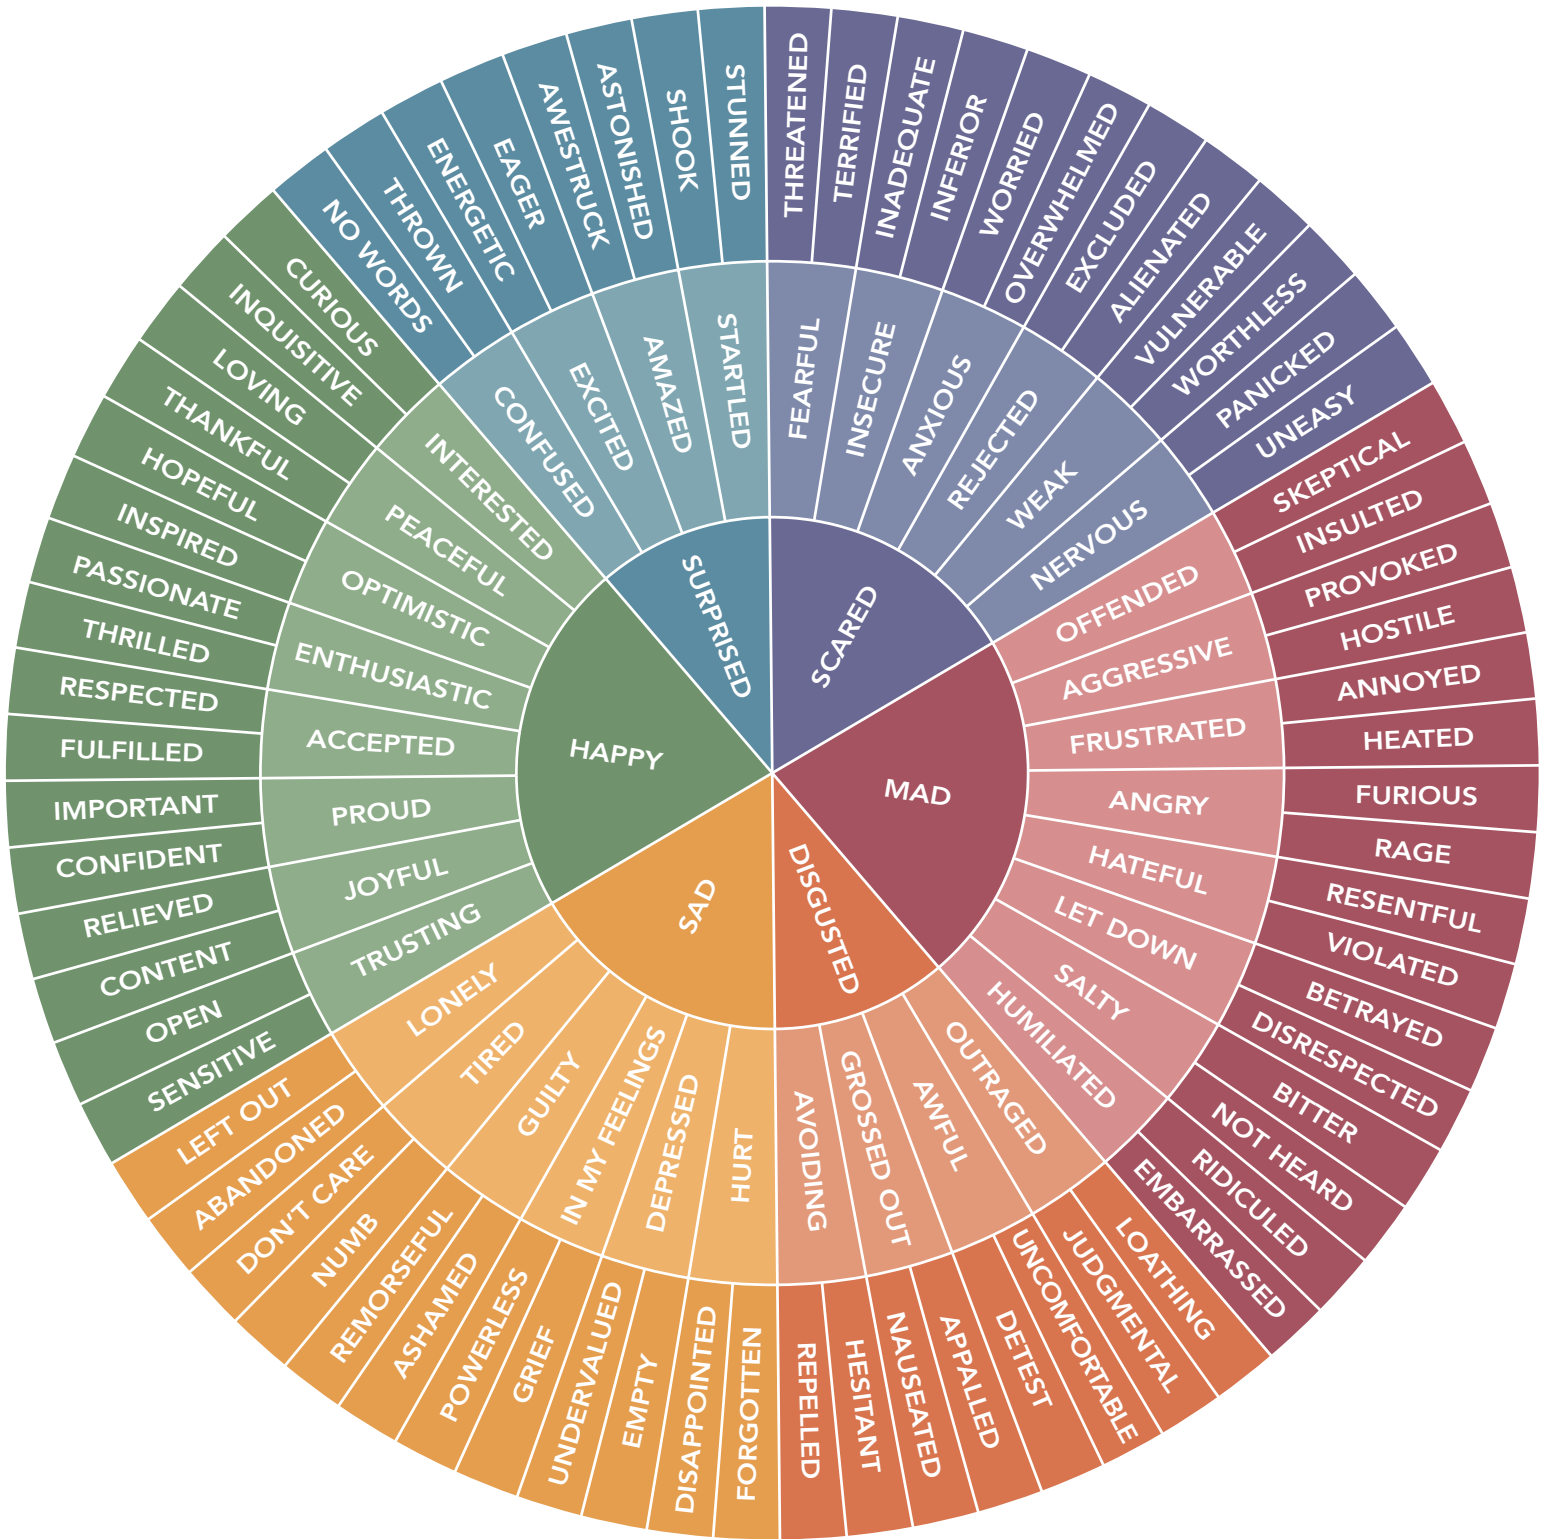 SURPRISED
SCARED
MAD
DISGUSTED
SAD
HAPPY
STARTLED
FEARFUL
INSECURE
ANXIOUS
REJECTED
WEAK
NERVOUS
OFFENDED
AGGRESSIVE
FRUSTRATED
ANGRY
HATEFUL
LET DOWN
SALTY
HUMILIATED
OUTRAGED
AWFUL
GROSSED OUT
AVOIDING
HURT
DEPRESSED
IN MY FEELINGS
GUILTY
TIRED
LONELY
TRUSTING
JOYFUL
PROUD
ACCEPTED
ENTHUSIASTIC
OPTIMISTIC
PEACEFUL
INTERESTED
CONFUSED
EXCITED
AMAZED
THREATENED
TERRIFIED
INADEQUATE
INFERIOR
WORRIED
OVERWHELMED
EXCLUDED
ALIENATED
VULNERABLE
WORTHLESS
PANICKED
UNEASY
SKEPTICAL
INSULTED
PROVOKED
HOSTILE
ANNOYED
HEATED
FURIOUS
RAGE
RESENTFUL
VIOLATED
BETRAYED
DISRESPECTED
BITTER
NOT HEARD
RIDICULED
EMBARRASSED
LOATHING
JUDGMENTAL
UNCOMFORTABLE
DETEST
APPALLED
NAUSEATED
HESITANT
REPELLED
FORGOTTEN
DISAPPOINTED
EMPTY
UNDERVALUED
GRIEF
POWERLESS
ASHAMED
REMORSEFUL
NUMB
DON'T CARE
ABANDONED
LEFT OUT
SENSITIVE
OPEN
CONTENT
RELIEVED
CONFIDENT
IMPORTANT
FULFILLED
RESPECTED
THRILLED
PASSIONATE
INSPIRED
HOPEFUL
THANKFUL
LOVING
INQUISITIVE
CURIOUS
NO WORDS
THROWN
ENERGETIC
EAGER
AWESTRUCK
ASTONISHED
SHOOK
STUNNED